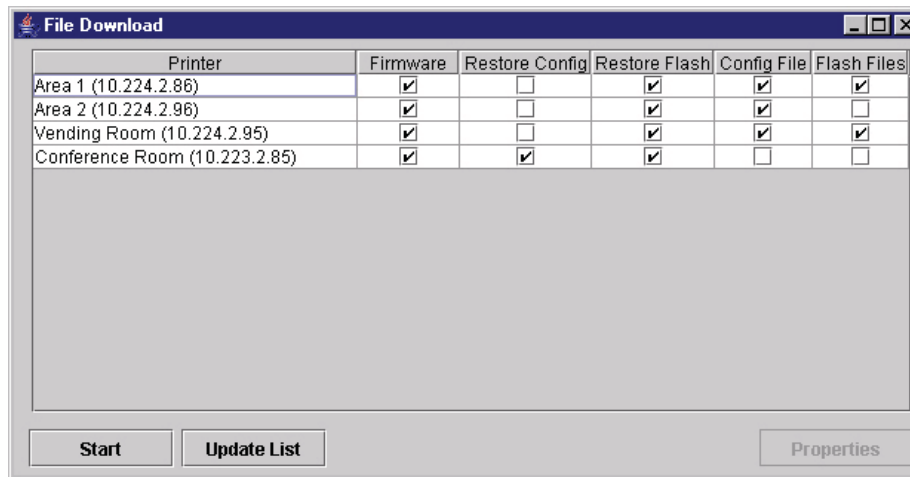 File Download
Printer Firmware Restore Config Restore Flash Config File Flash Files
Area 1 (10.224.2.86)
Area 2 (10.224.2.96)
Vending Room (10.224.2.95)
Conference Room (10.223.2.85)
Start Update List Properties